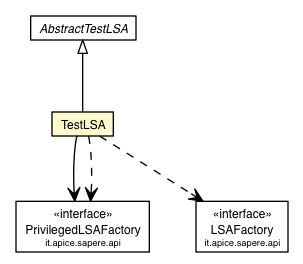 AbstractTestLSA
TestLSA
«interface»
PrivilegedLSAFactory
it.apice.sapere.api
«interface»
LSAFactory
it.apice.sapere.api